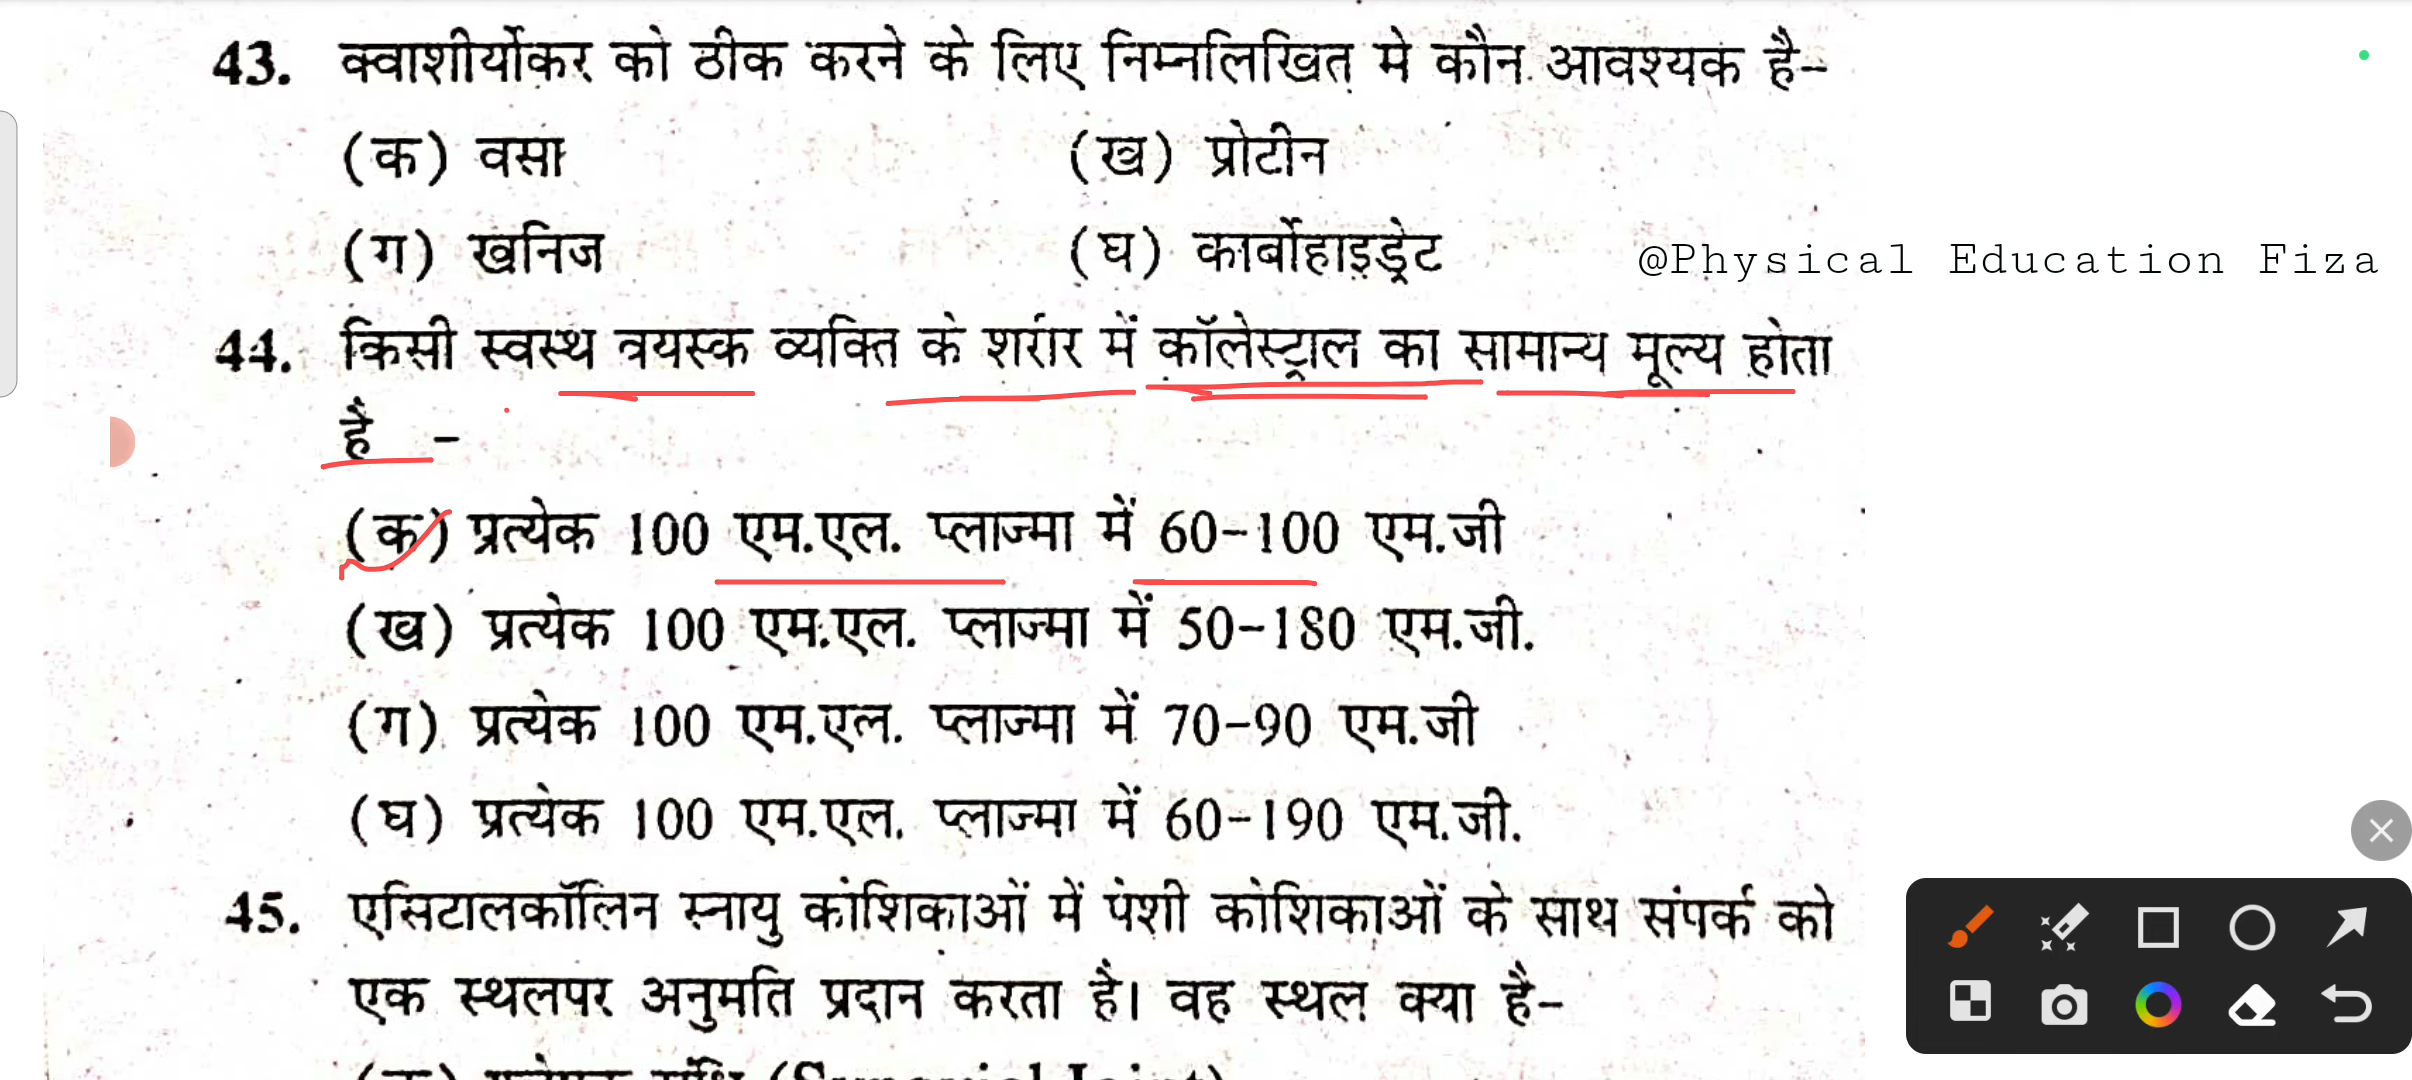 43. क्वाशीर्योकर को ठीक करने के लिए निम्नलिखित मे कौन आवश्यक है–
(क) वसा (ख) प्रोटीन
(ग) खनिज (घ) कार्बोहाइड्रेट
@Physical Education Fiza
44. किसी स्वस्थ वयस्क व्यक्ति के शरीर में कॉलेस्ट्राल का सामान्य मूल्य होता
है –
(क) प्रत्येक 100 एम.एल. प्लाज्मा में 60-100 एम.जी
(ख) प्रत्येक 100 एम.एल. प्लाज्मा में 50-180 एम.जी.
(ग) प्रत्येक 100 एम.एल. प्लाज्मा में 70-90 एम.जी
(घ) प्रत्येक 100 एम.एल. प्लाज्मा में 60-190 एम.जी.
45. एसिटालकॉलिन स्नायु कोशिकाओं में पेशी कोशिकाओं के साथ संपर्क को
एक स्थलपर अनुमति प्रदान करता है। वह स्थल क्या है–